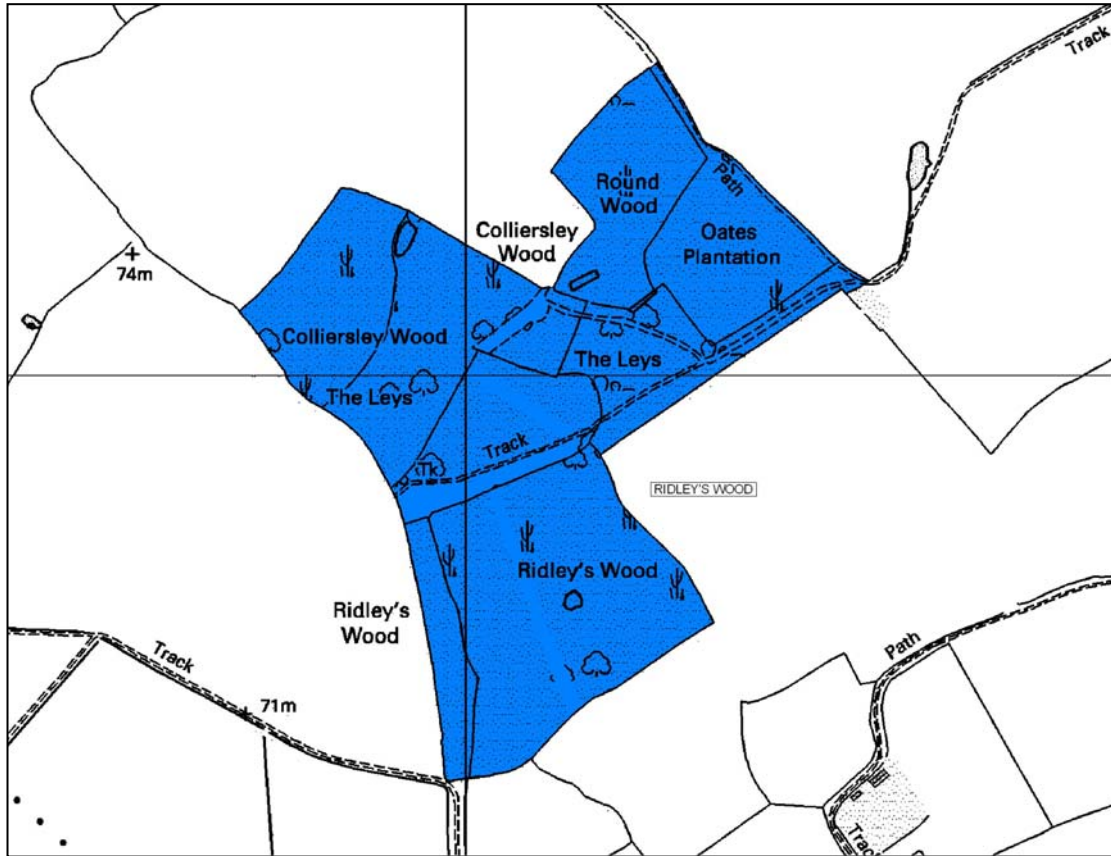 Track
Path
Round
Wood
Colliersley
Wood
Oates
Plantation
74m
Colliersley Wood
The Leys
The Leys
Track
Tk
RIDLEY'S WOOD
Ridley's Wood
Ridley's
Wood
Path
Track
71m
Track